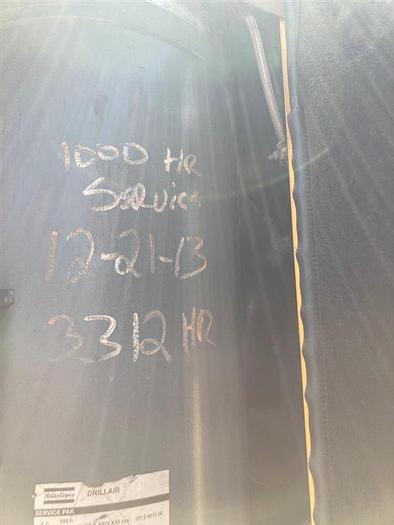 1000 HR
Service
12-21-13
3312 HR
Atlas Copco
DRILLAIR
SERVICE PAK